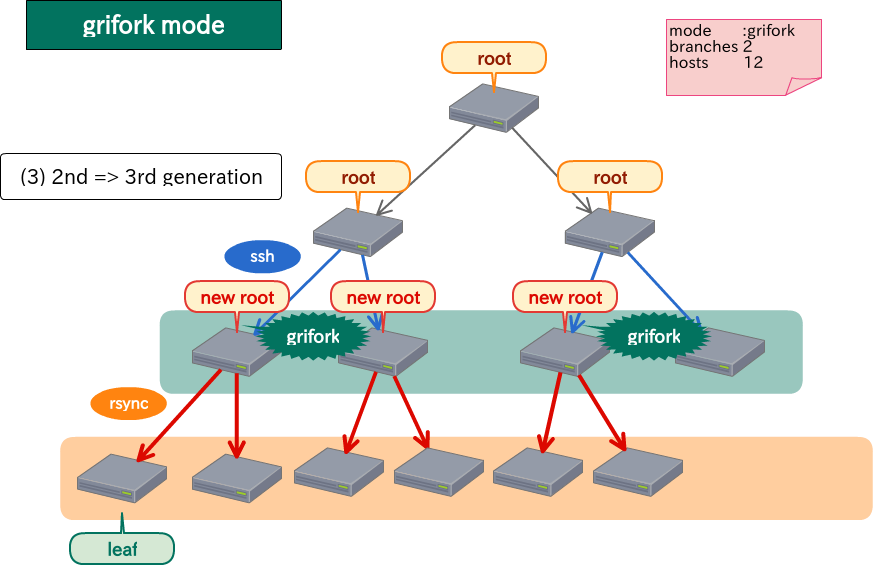 grifork mode
mode :grifork
branches 2
hosts 12
root
(3) 2nd => 3rd generation
root
root
ssh
new root
new root
new root
grifork
grifork
rsync
leaf